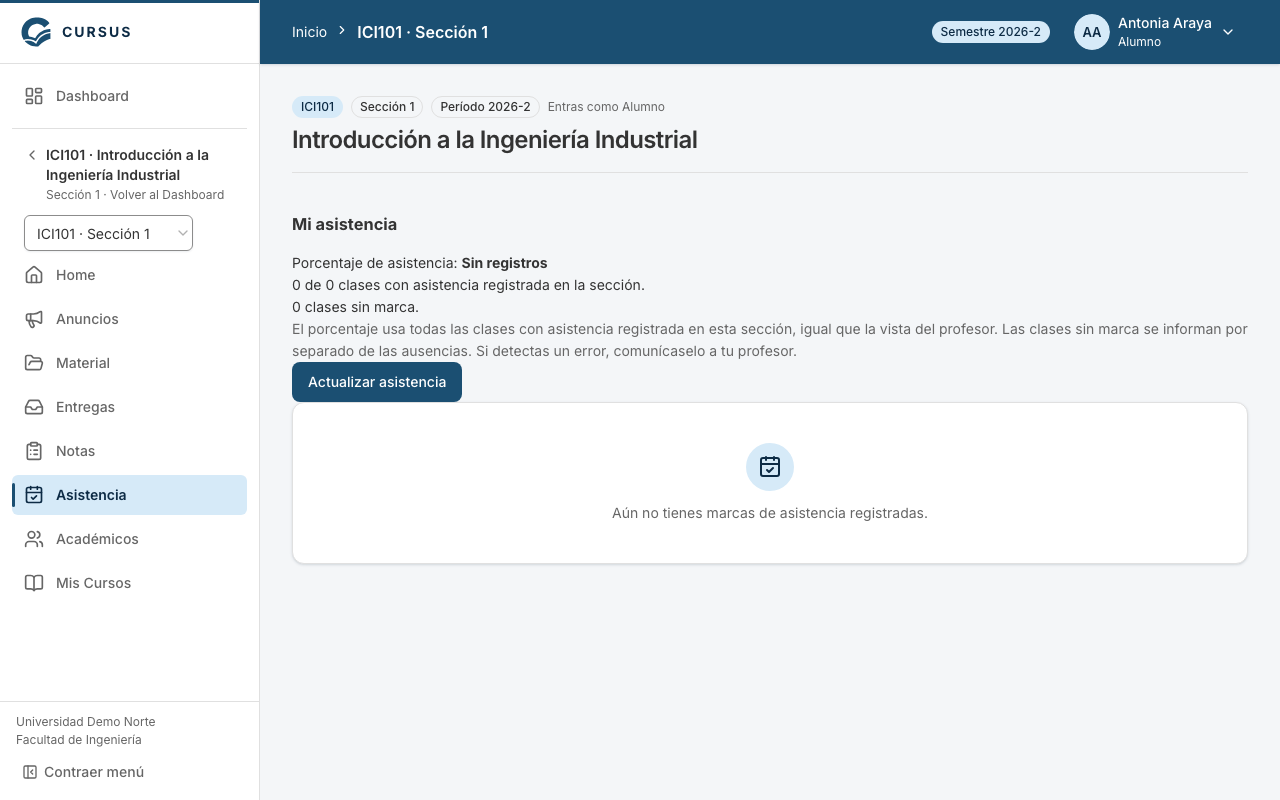 CURSUS
Inicio
ICI101 · Sección 1
Semestre 2026-2
AA
Antonia Araya
Alumno
Dashboard
ICI101 · Introducción a la
Ingeniería Industrial
Sección 1 · Volver al Dashboard
ICI101 · Sección 1
Home
Anuncios
Material
Entregas
Notas
Asistencia
Académicos
Mis Cursos
Universidad Demo Norte
Facultad de Ingeniería
Contraer menú
ICI101
Sección 1
Período 2026-2
Entras como Alumno
Introducción a la Ingeniería Industrial
Mi asistencia
Porcentaje de asistencia: Sin registros
0 de 0 clases con asistencia registrada en la sección.
0 clases sin marca.
El porcentaje usa todas las clases con asistencia registrada en esta sección, igual que la vista del profesor. Las clases sin marca se informan por
separado de las ausencias. Si detectas un error, comunícaselo a tu profesor.
Actualizar asistencia
Aún no tienes marcas de asistencia registradas.